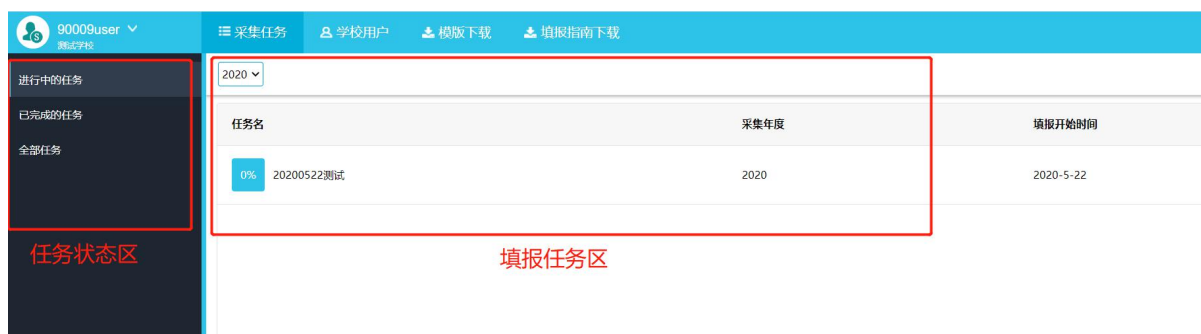 90009user
测试学校
采集任务 学校用户 模版下载 填报指南下载
进行中的任务
已完成的任务
全部任务
任务状态区
2020
任务名 采集年度 填报开始时间
0% 20200522测试 2020 2020-5-22
填报任务区